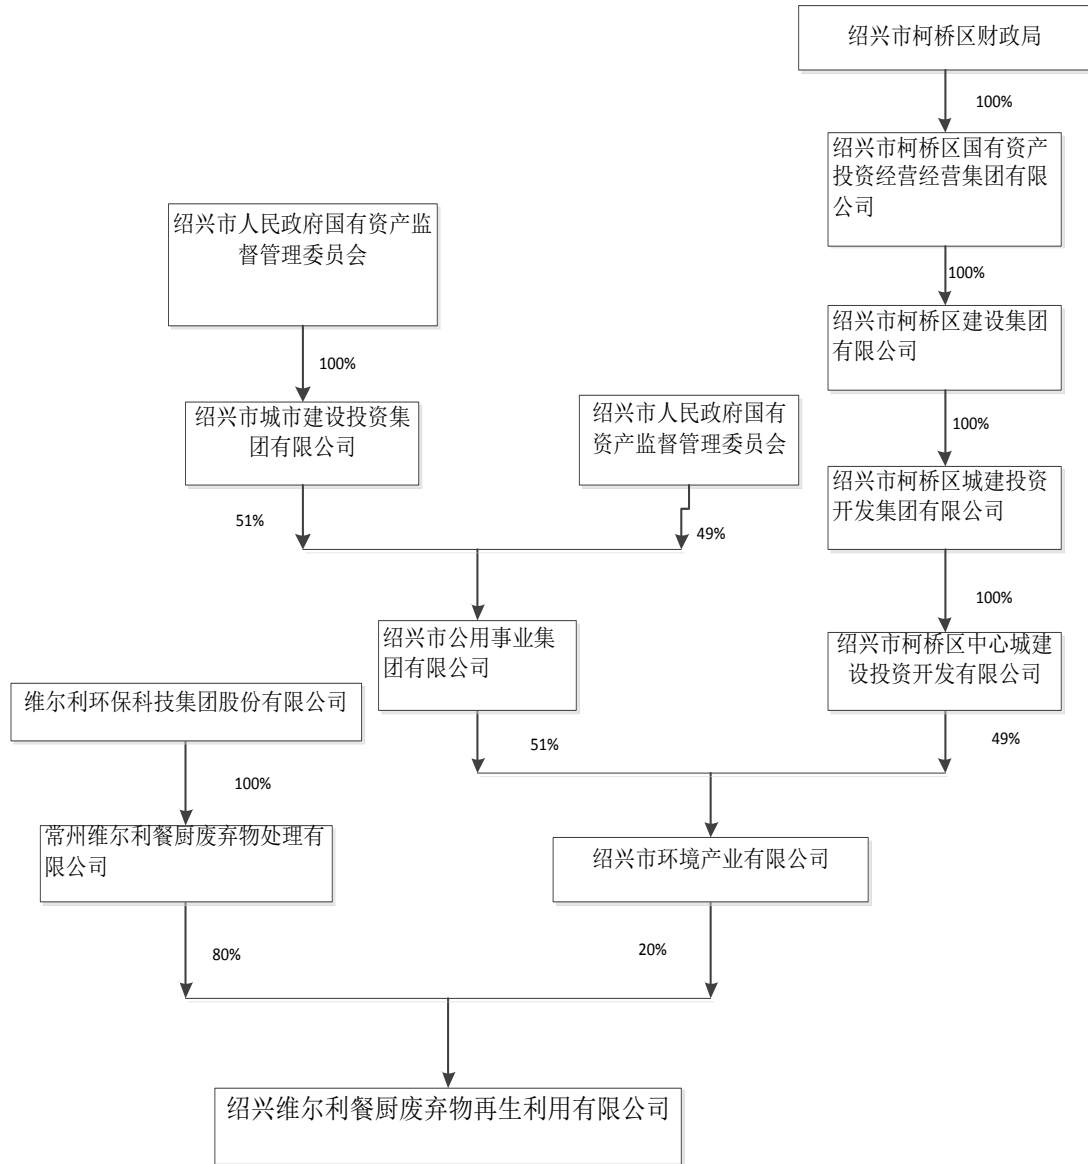 绍兴市柯桥区财政局
100%
绍兴市柯桥区国有资产
投资经营经营集团有限
公司
绍兴市人民政府国有资产监
督管理委员会
100%
绍兴市柯桥区建设集团
有限公司
100%
绍兴市城市建设投资集
团有限公司
绍兴市人民政府国有
资产监督管理委员会
100%
绍兴市柯桥区城建投资
开发集团有限公司
51%
49%
100%
绍兴市公用事业集
团有限公司
绍兴市柯桥区中心城建
设投资开发有限公司
维尔利环保科技集团股份有限公司
51%
49%
100%
常州维尔利餐厨废弃物处理有
限公司
绍兴市环境产业有限公司
80%
20%
绍兴维尔利餐厨废弃物再生利用有限公司